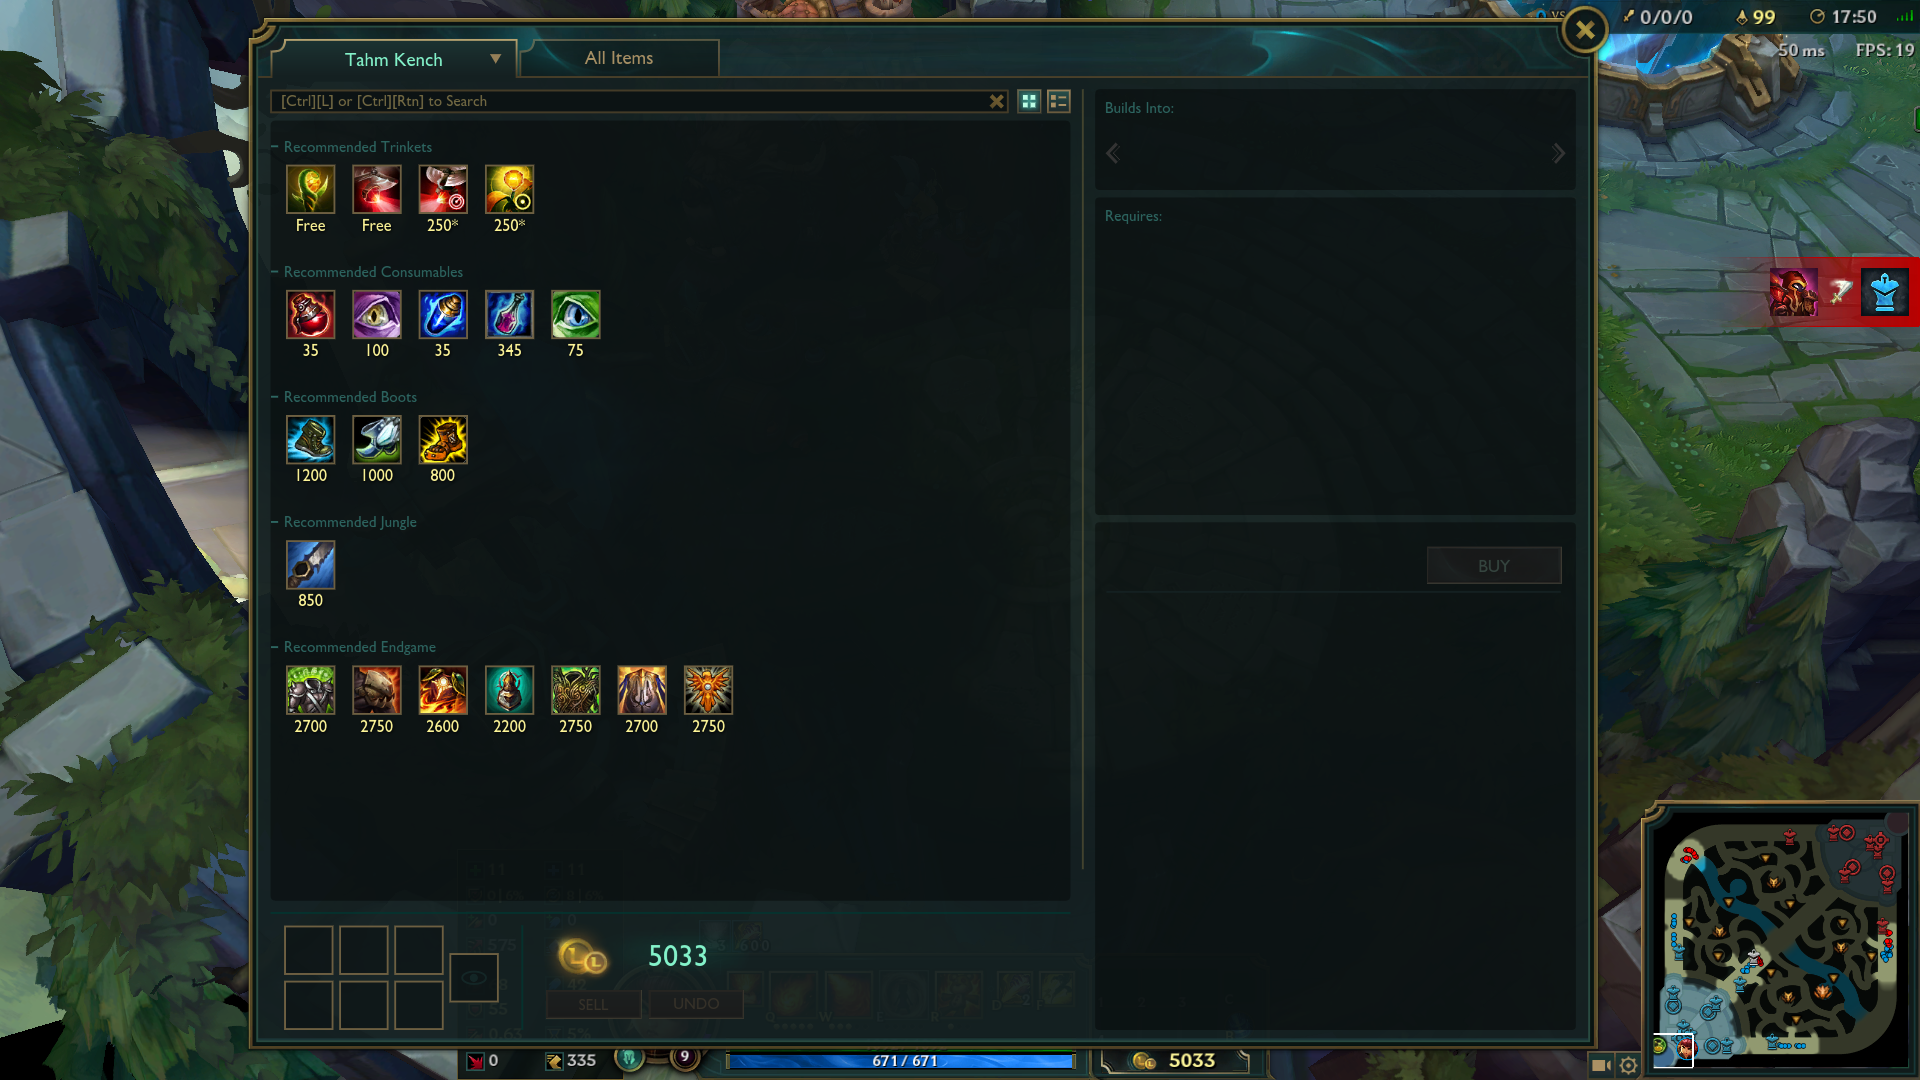 Tahm Kench
All Items
VS
0/0/0
99
17:50
50 ms
FPS: 19
[Ctrl][L] or [Ctrl][Rtn] to Search
Recommended Trinkets
Free
Free
250*
250*
Recommended Consumables
35
100
35
345
75
Recommended Boots
1200
1000
800
Recommended Jungle
850
Recommended Endgame
2700
2750
2600
2200
2750
2700
2750
Builds Into:
Requires:
BUY
5033
SELL
UNDO
0
335
9
671 / 671
5033